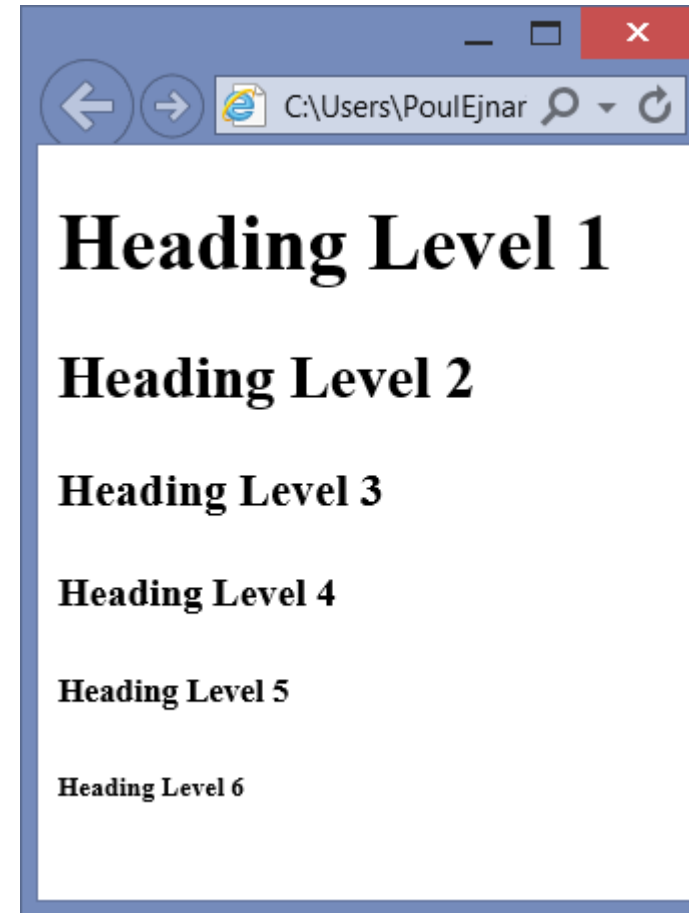 C:\Users\PoulEjnar
Heading Level 1
Heading Level 2
Heading Level 3
Heading Level 4
Heading Level 5
Heading Level 6